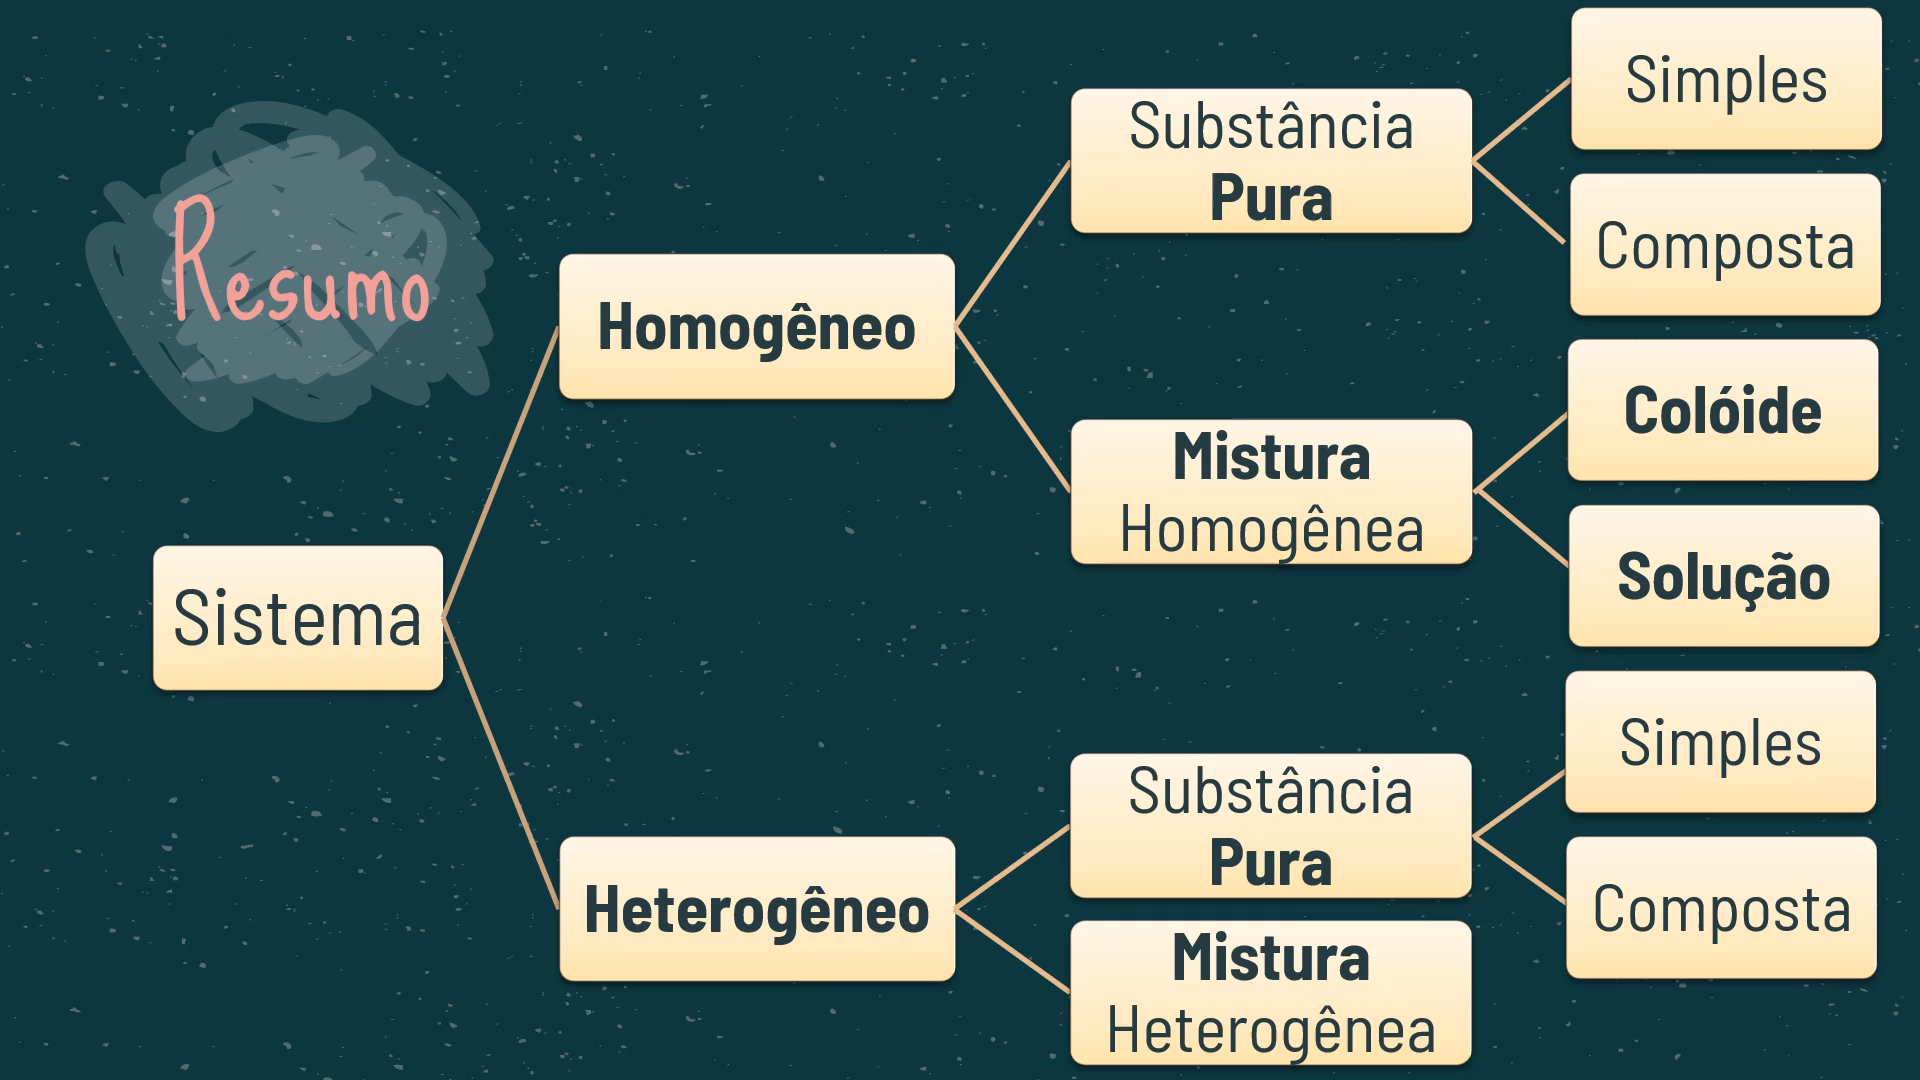 Resumo
Sistema
Homogêneo
Heterogêneo
Substância
Pura
Mistura
Homogênea
Substância
Pura
Mistura
Heterogênea
Simples
Composta
Colóide
Solução
Simples
Composta